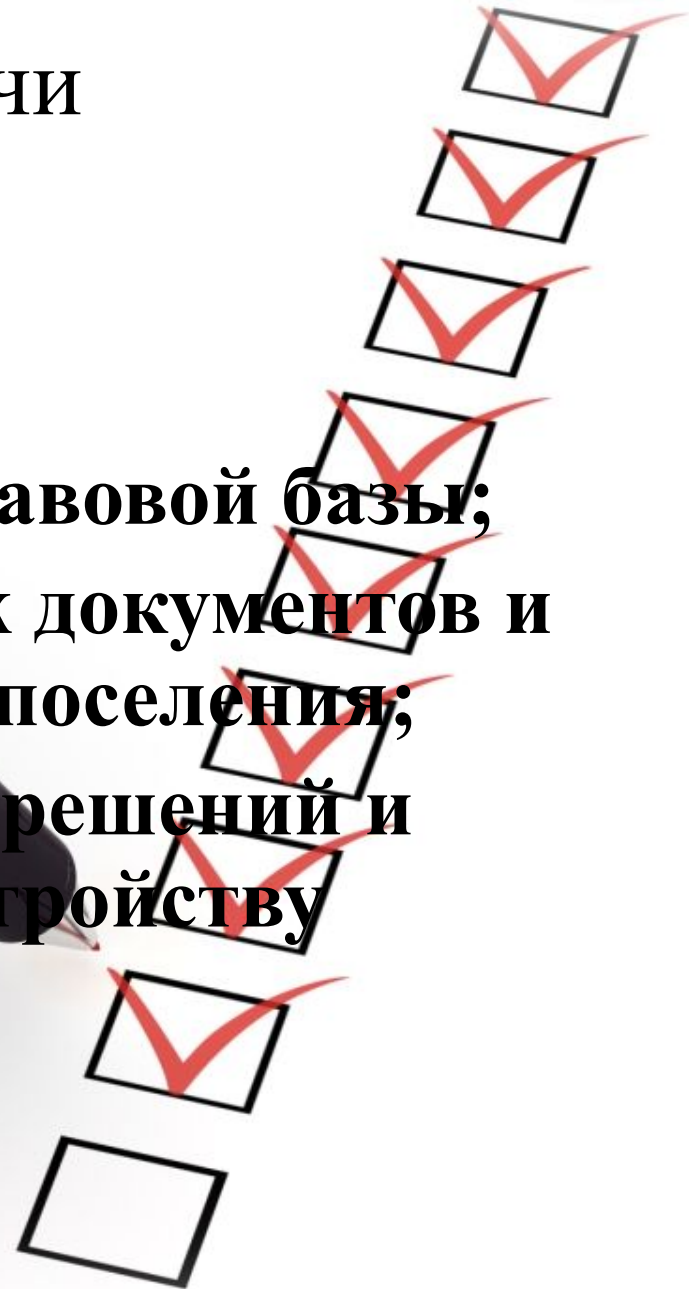 чи
авовой базы;
х документов и
поселения;
решений и
тройству